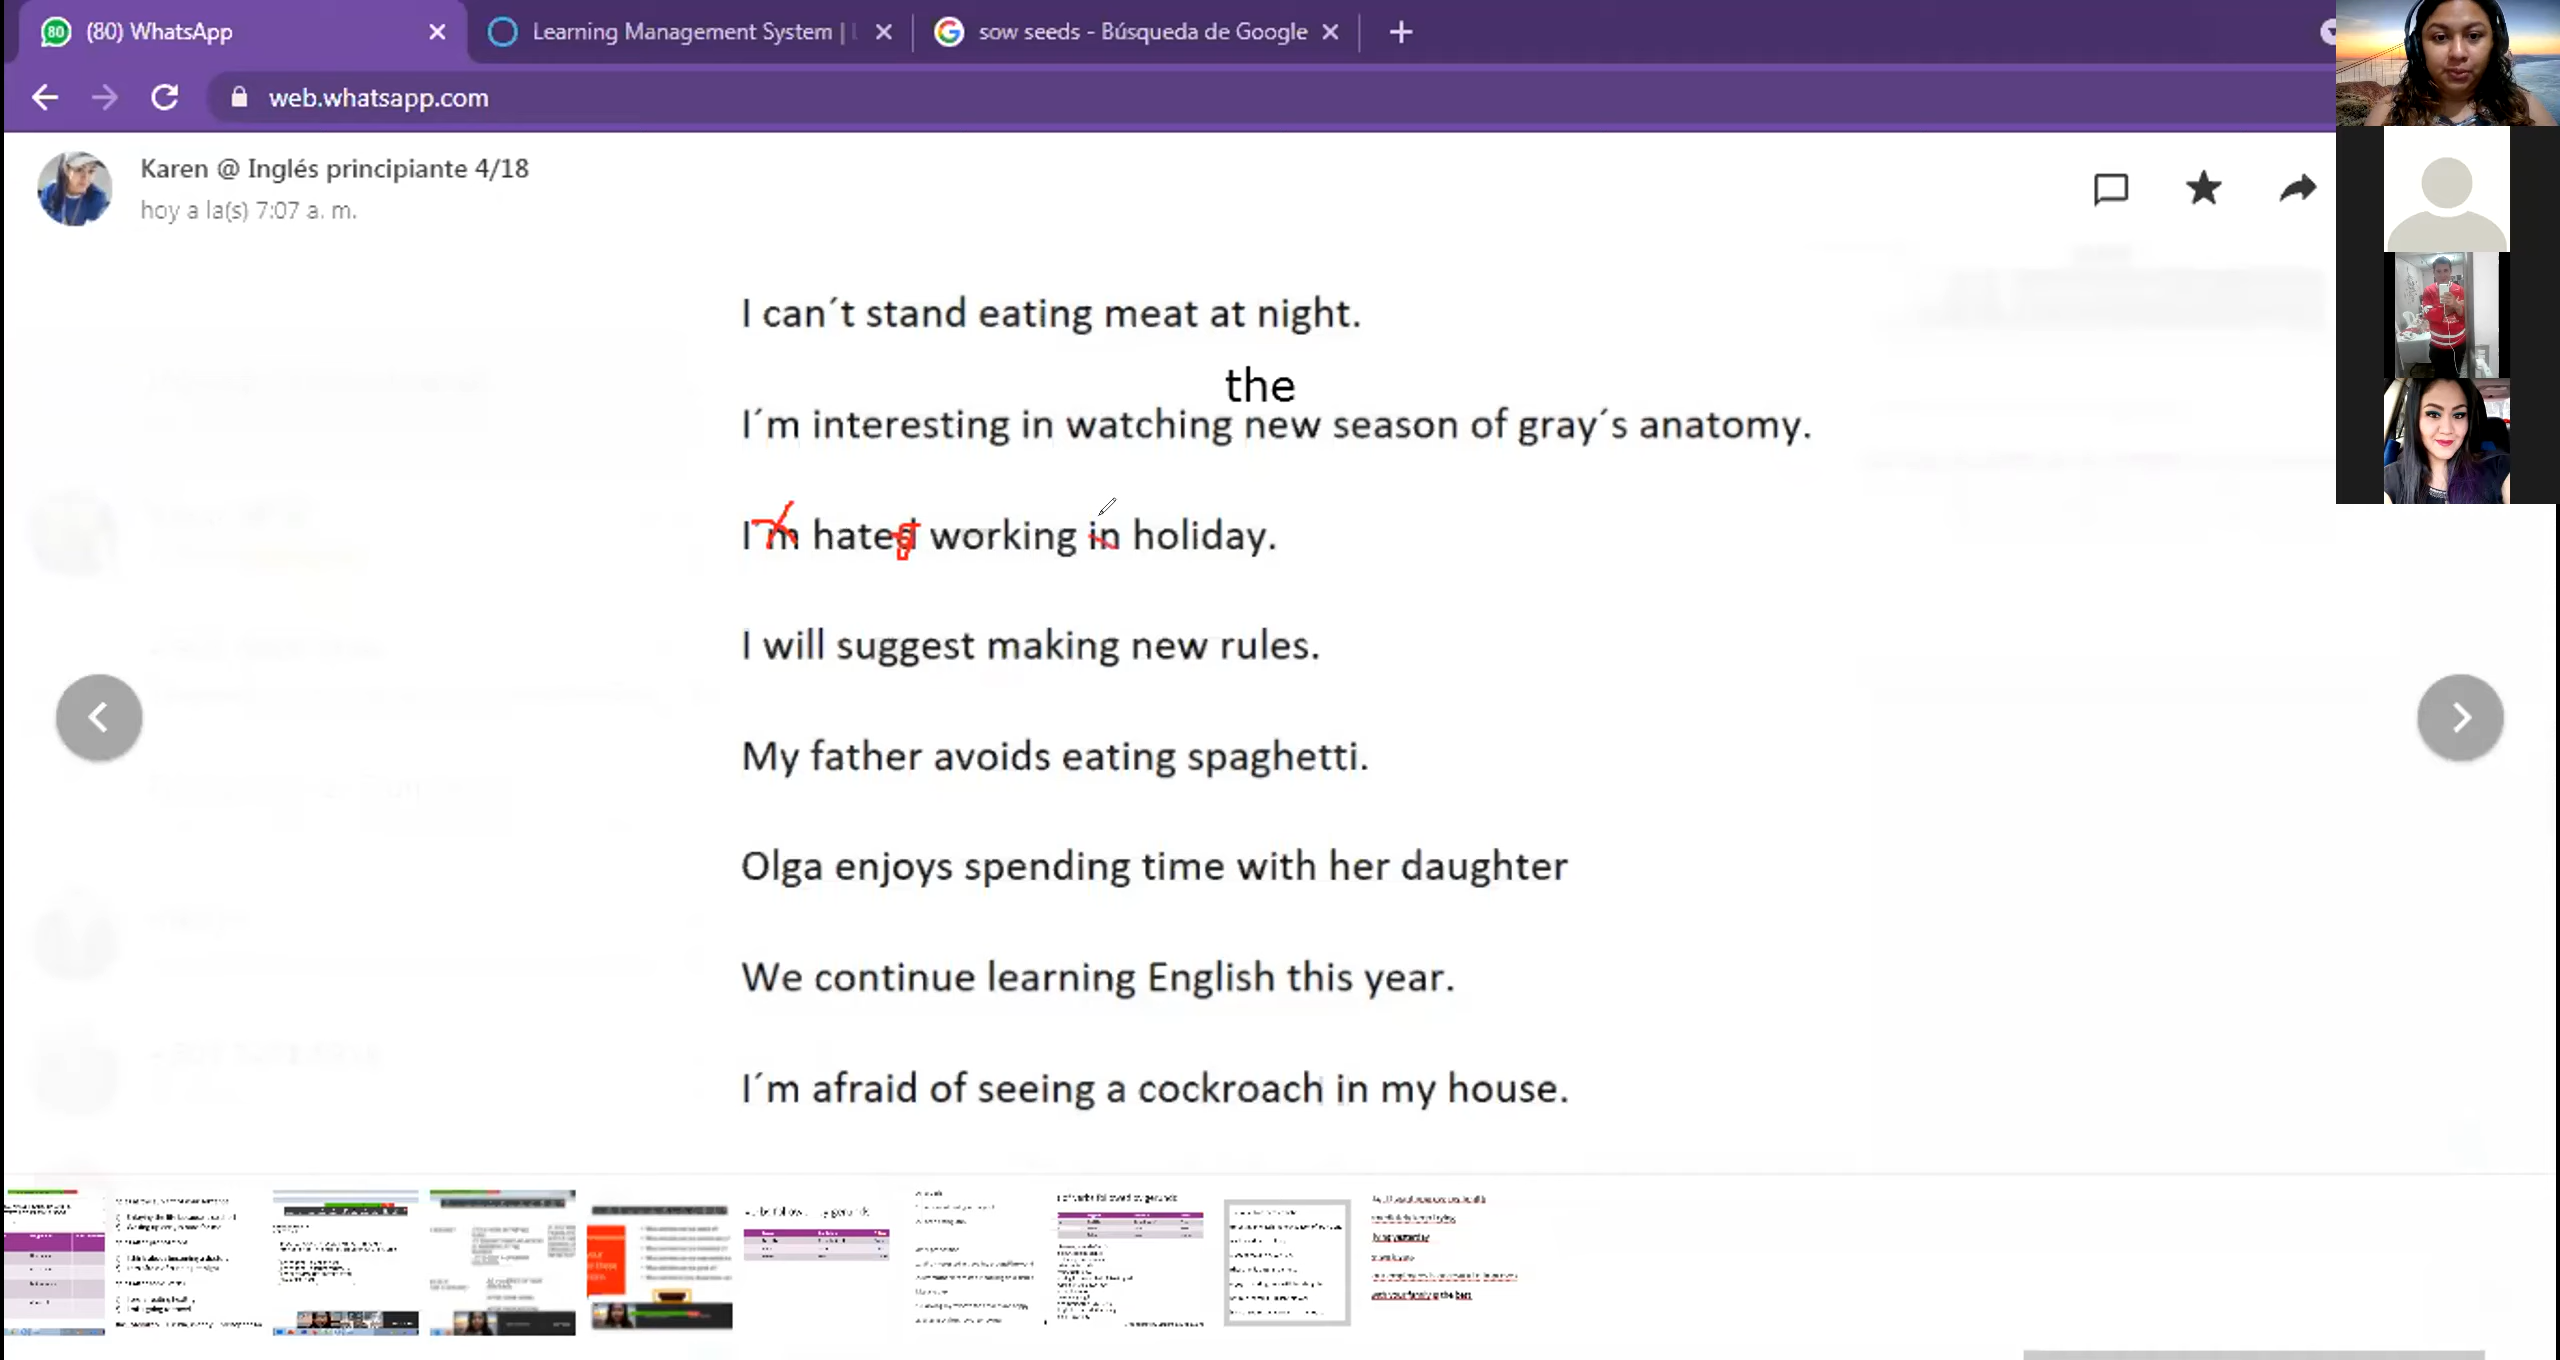 (80) WhatsApp
Learning Management System |
sow seeds - Búsqueda de Google
web.whatsapp.com
Karen @ Inglés principiante 4/18
hoy a la(s) 7:07 a. m.
I can´t stand eating meat at night.
the
I´m interesting in watching new season of gray´s anatomy.
I´m hated working in holiday.
I will suggest making new rules.
My father avoids eating spaghetti.
Olga enjoys spending time with her daughter
We continue learning English this year.
I´m afraid of seeing a cockroach in my house.